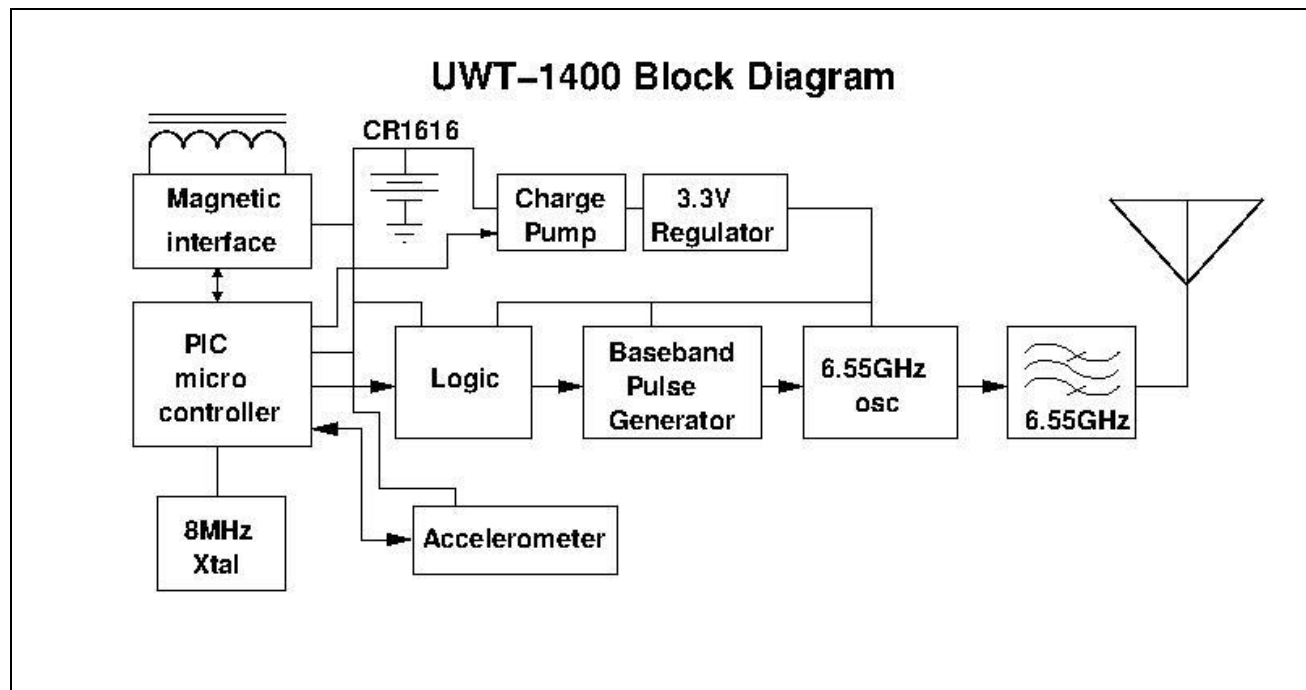 UWT-1400 Block Diagram
CR1616
Magnetic
interface
Charge
Pump
3.3V
Regulator
PIC
micro
controller
Logic
Baseband
Pulse
Generator
6.55GHz
osc
6.55GHz
8MHz
Xtal
Accelerometer